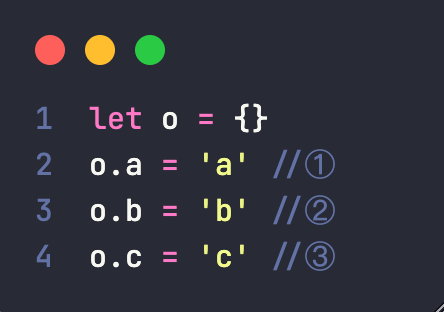 1 let o = {}
2 o.a = 'a' //①
3 o.b = 'b' //②
4 o.c = 'c' //③